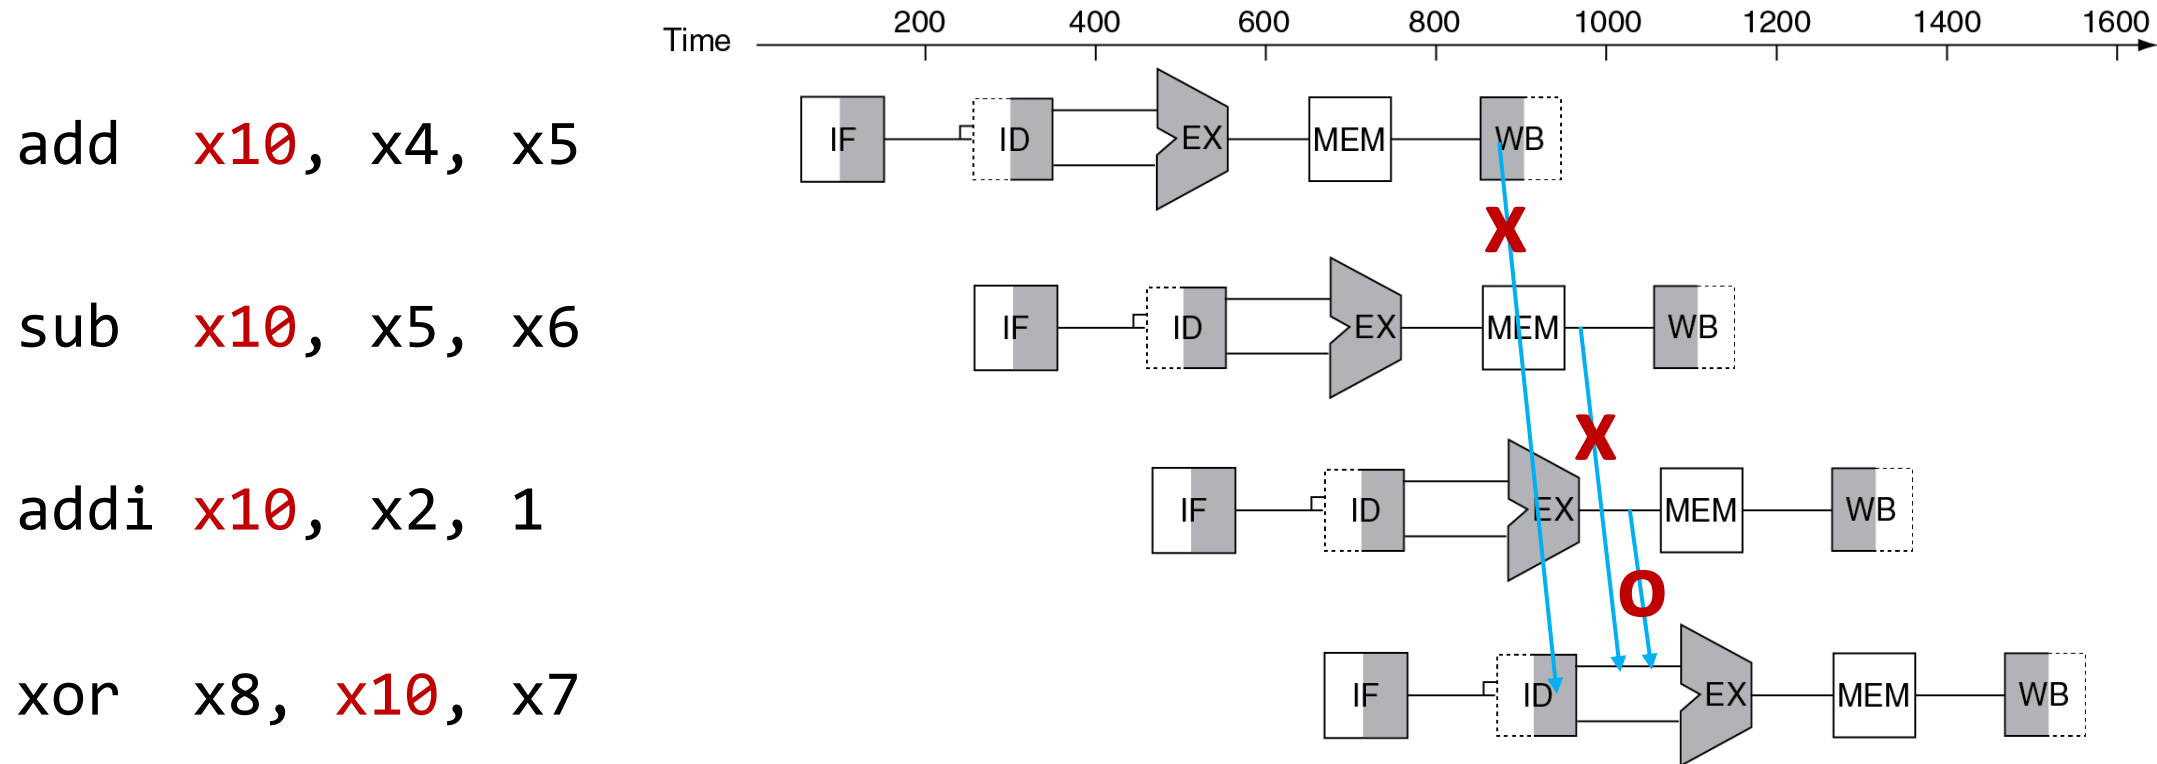 Time 200 400 600 800 1000 1200 1400 1600
add x10, x4, x5 IF ID EX MEM WB
X
sub x10, x5, x6 IF ID EX MEM WB
X
addi x10, x2, 1 IF ID EX MEM WB
O
xor x8, x10, x7 IF ID EX MEM WB